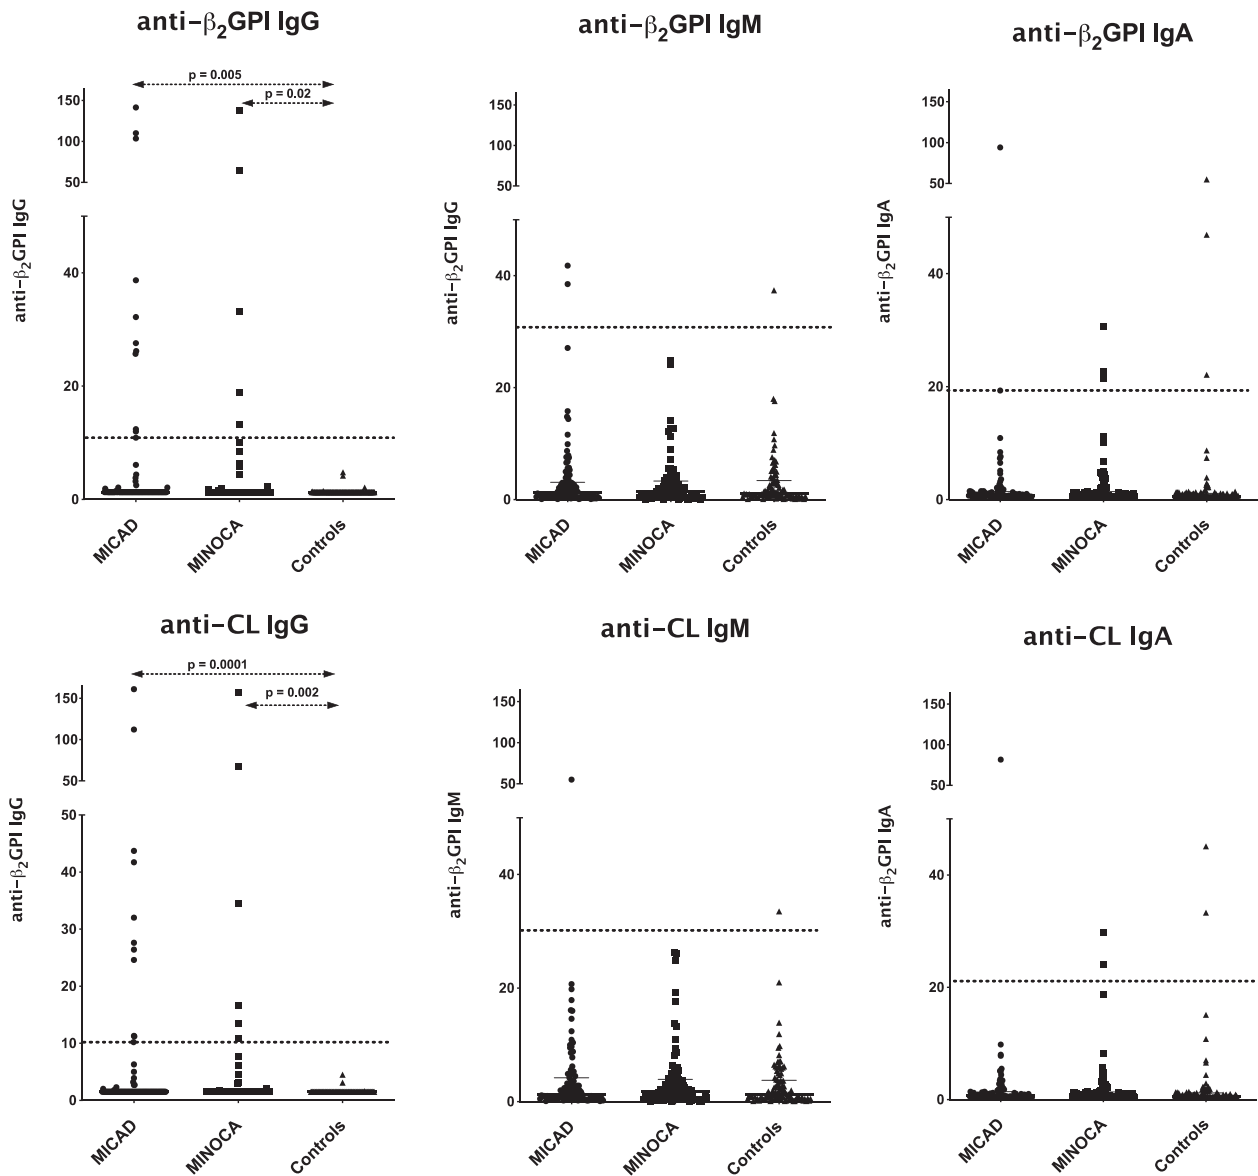 anti-β₂GPI IgG
p = 0.005
p = 0.02
150
100
50
40
20
0
anti-β₂GPI IgG
MICAD
MINOCA
Controls
anti-β₂GPI IgM
150
100
50
40
20
0
anti-β₂GPI IgG
MICAD
MINOCA
Controls
anti-β₂GPI IgA
150
100
50
40
20
0
anti-β₂GPI IgA
MICAD
MINOCA
Controls
anti-CL IgG
p = 0.0001
p = 0.002
150
100
50
50
40
30
20
10
0
anti-β₂GPI IgG
MICAD
MINOCA
Controls
anti-CL IgM
150
100
50
40
20
0
anti-β₂GPI IgM
MICAD
MINOCA
Controls
anti-CL IgA
150
100
50
40
20
0
anti-β₂GPI IgA
MICAD
MINOCA
Controls